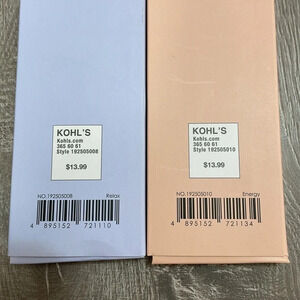 KOHL'S
Kohls.com
365 60 61
Style 192505008
$13.99
NO.192505008 Relax
4 895152 721110
KOHL'S
Kohls.com
365 60 61
Style 192505010
$13.99
NO.192505010 Energy
4 895152 721134